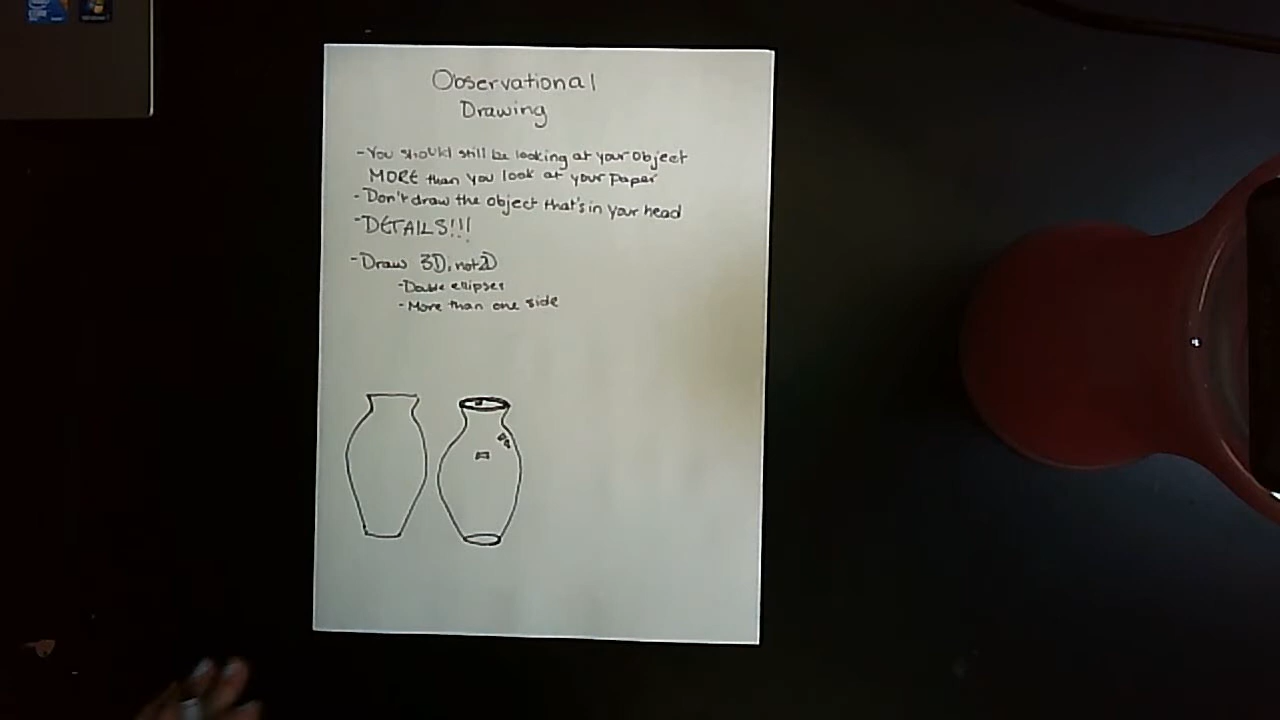 Observational
Drawing
- You should still be looking at your object
MORE than you look at your paper
- Don't draw the object that's in your head
- DETAILS!!!
- Draw 3D, not 2D
- Double ellipses
- More than one side